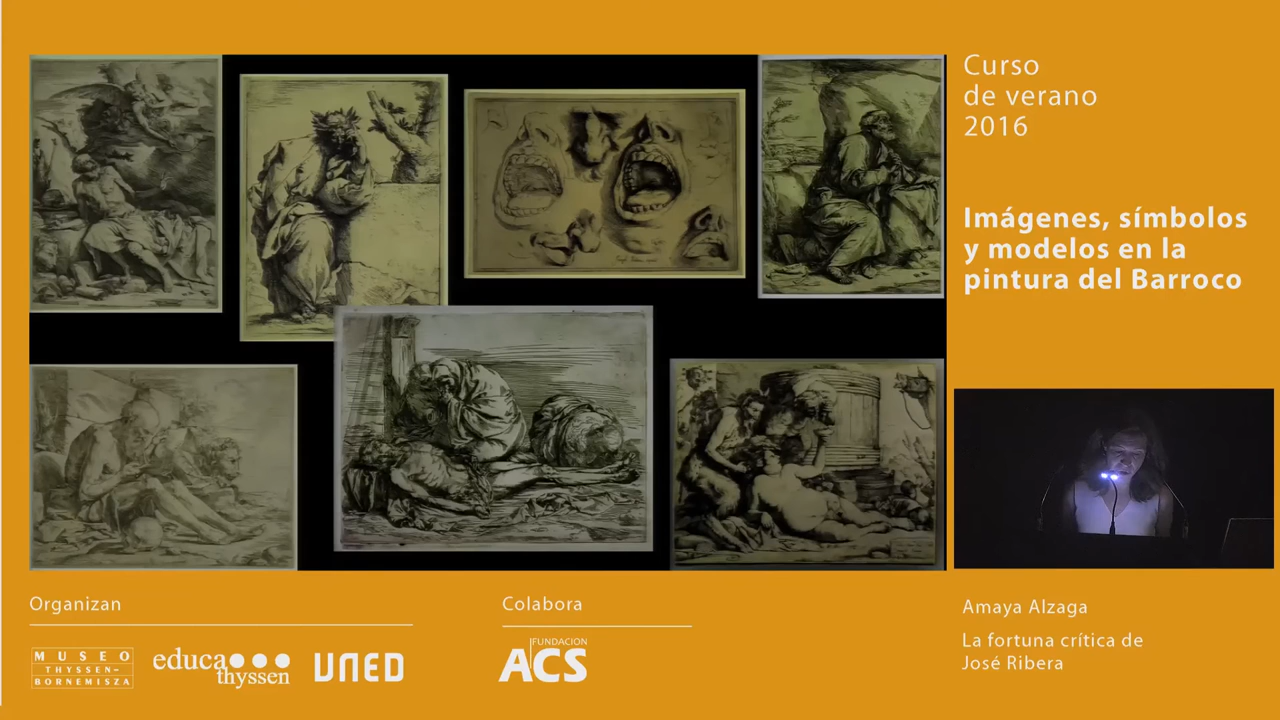 Curso
de verano
2016
Imágenes, símbolos
y modelos en la
pintura del Barroco
Organizan
MUSEO
THYSSEN-
BORNEMISZA
educa
thyssen
UNED
Colabora
FUNDACION
ACS
Amaya Alzaga
La fortuna crítica de
José Ribera